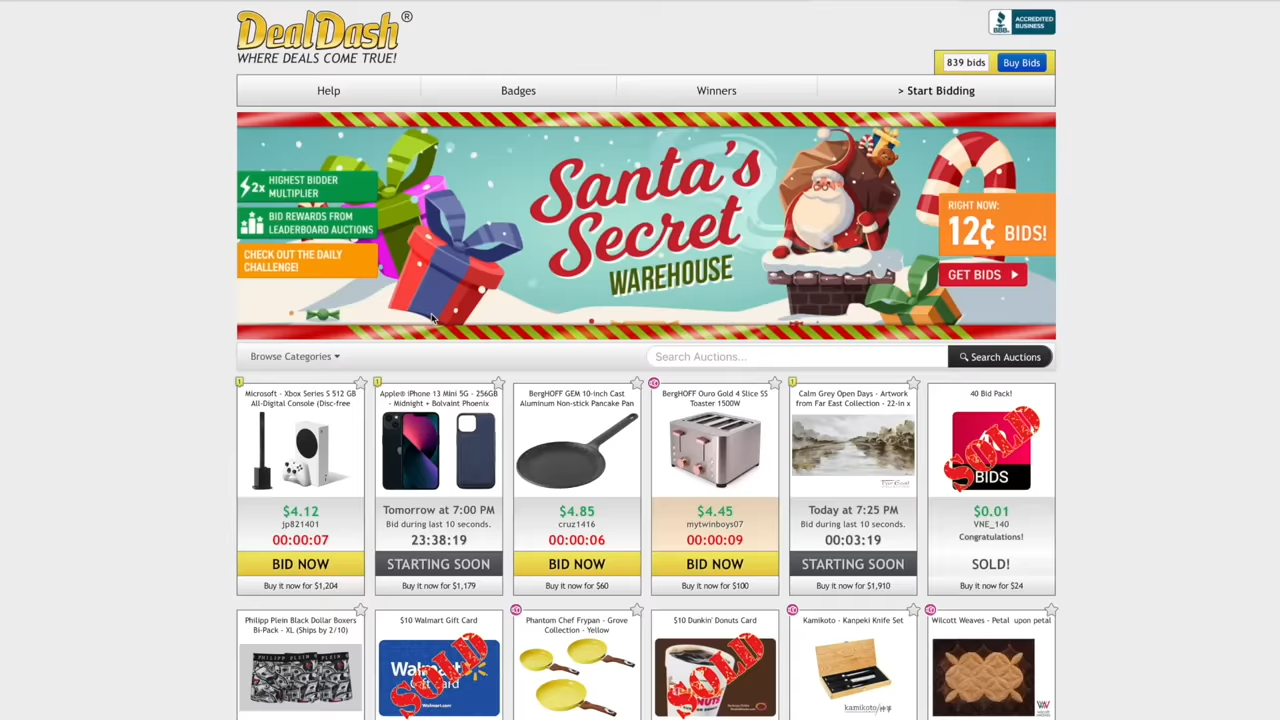 DealDash®
WHERE DEALS COME TRUE!
BBB.
ACCREDITED
BUSINESS
839 bids
Buy Bids
Help
Badges
Winners
> Start Bidding
2x HIGHEST BIDDER
MULTIPLIER
BID REWARDS FROM
LEADERBOARD AUCTIONS
CHECK OUT THE DAILY
CHALLENGE!
Santa's
Secret
WAREHOUSE
RIGHT NOW:
12¢ BIDS!
GET BIDS
Browse Categories
Search Auctions...
Search Auctions
Microsoft - Xbox Series S 512 GB
All-Digital Console (Disc-free
$4.12
jp821401
00:00:07
BID NOW
Buy it now for $1,204
Apple® iPhone 13 Mini 5G - 256GB
- Midnight + Bolvaint Phoenix
Tomorrow at 7:00 PM
Bid during last 10 seconds.
23:38:19
STARTING SOON
Buy it now for $1,179
BergHOFF GEM 10-inch Cast
Aluminum Non-stick Pancake Pan
$4.85
cruz1416
00:00:06
BID NOW
Buy it now for $60
BergHOFF Ouro Gold 4 Slice SS
Toaster 1500W
$4.45
mytwinboys07
00:00:09
BID NOW
Buy it now for $100
Calm Grey Open Days - Artwork
from Far East Collection - 22-in x
Today at 7:25 PM
Bid during last 10 seconds.
00:03:19
STARTING SOON
Buy it now for $1,910
40 Bid Pack!
SOLD
BIDS
$0.01
VNE_140
Congratulations!
SOLD!
Buy it now for $24
Philipp Plein Black Dollar Boxers
Bi-Pack - XL (Ships by 2/10)
PHILIPP PLEIN
$10 Walmart Gift Card
Walmart
Gift card
SOLD
Walmart.com
Phantom Chef Frypan - Grove
Collection - Yellow
$10 Dunkin' Donuts Card
SOLD
Kamikoto - Kanpeki Knife Set
kamikoto/神箏
Wilcott Weaves - Petal upon petal